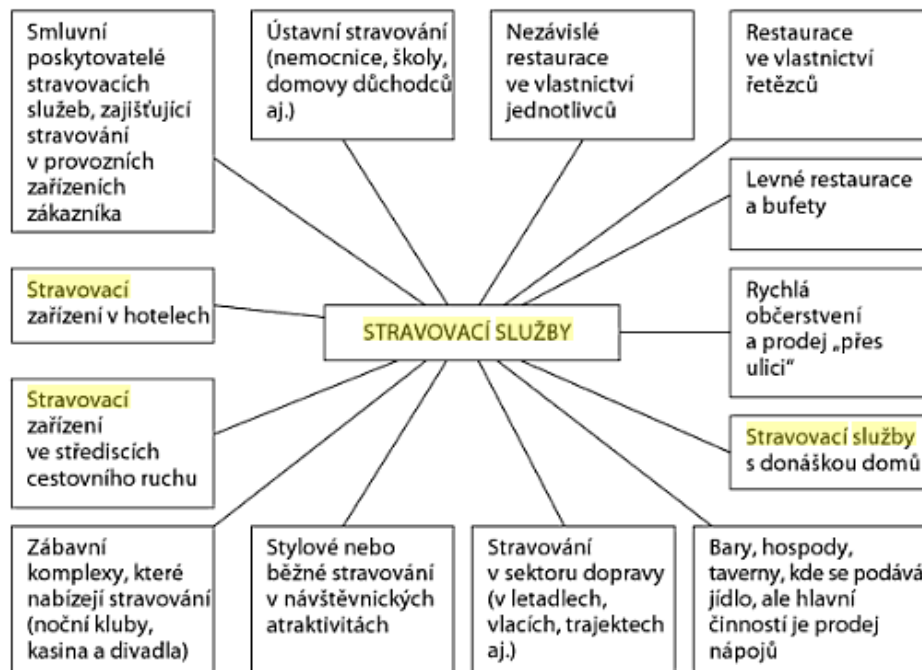 Smluvní
poskytovatelé
stravovacích
služeb, zajišťující
stravování
v provozních
zařízeních
zákazníka
Ústavní stravování
(nemocnice, školy,
domovy důchodců
aj.)
Nezávislé
restaurace
ve vlastnictví
jednotlivců
Restaurace
ve vlastnictví
řetězců
Levné restaurace
a bufety
Stravovací
zařízení v hotelech
STRAVOVACÍ SLUŽBY
Rychlá
občerstvení
a prodej „přes
ulici“
Stravovací
zařízení
ve střediscích
cestovního ruchu
Stravovací služby
s donáškou domů
Zábavní
komplexy, které
nabízejí stravování
(noční kluby,
kasina a divadla)
Stylové nebo
běžné stravování
v návštěvnických
atraktivitách
Stravování
v sektoru dopravy
(v letadlech,
vlacích, trajektech
aj.)
Bary, hospody,
taverny, kde se podává
jídlo, ale hlavní
činností je prodej
nápojů